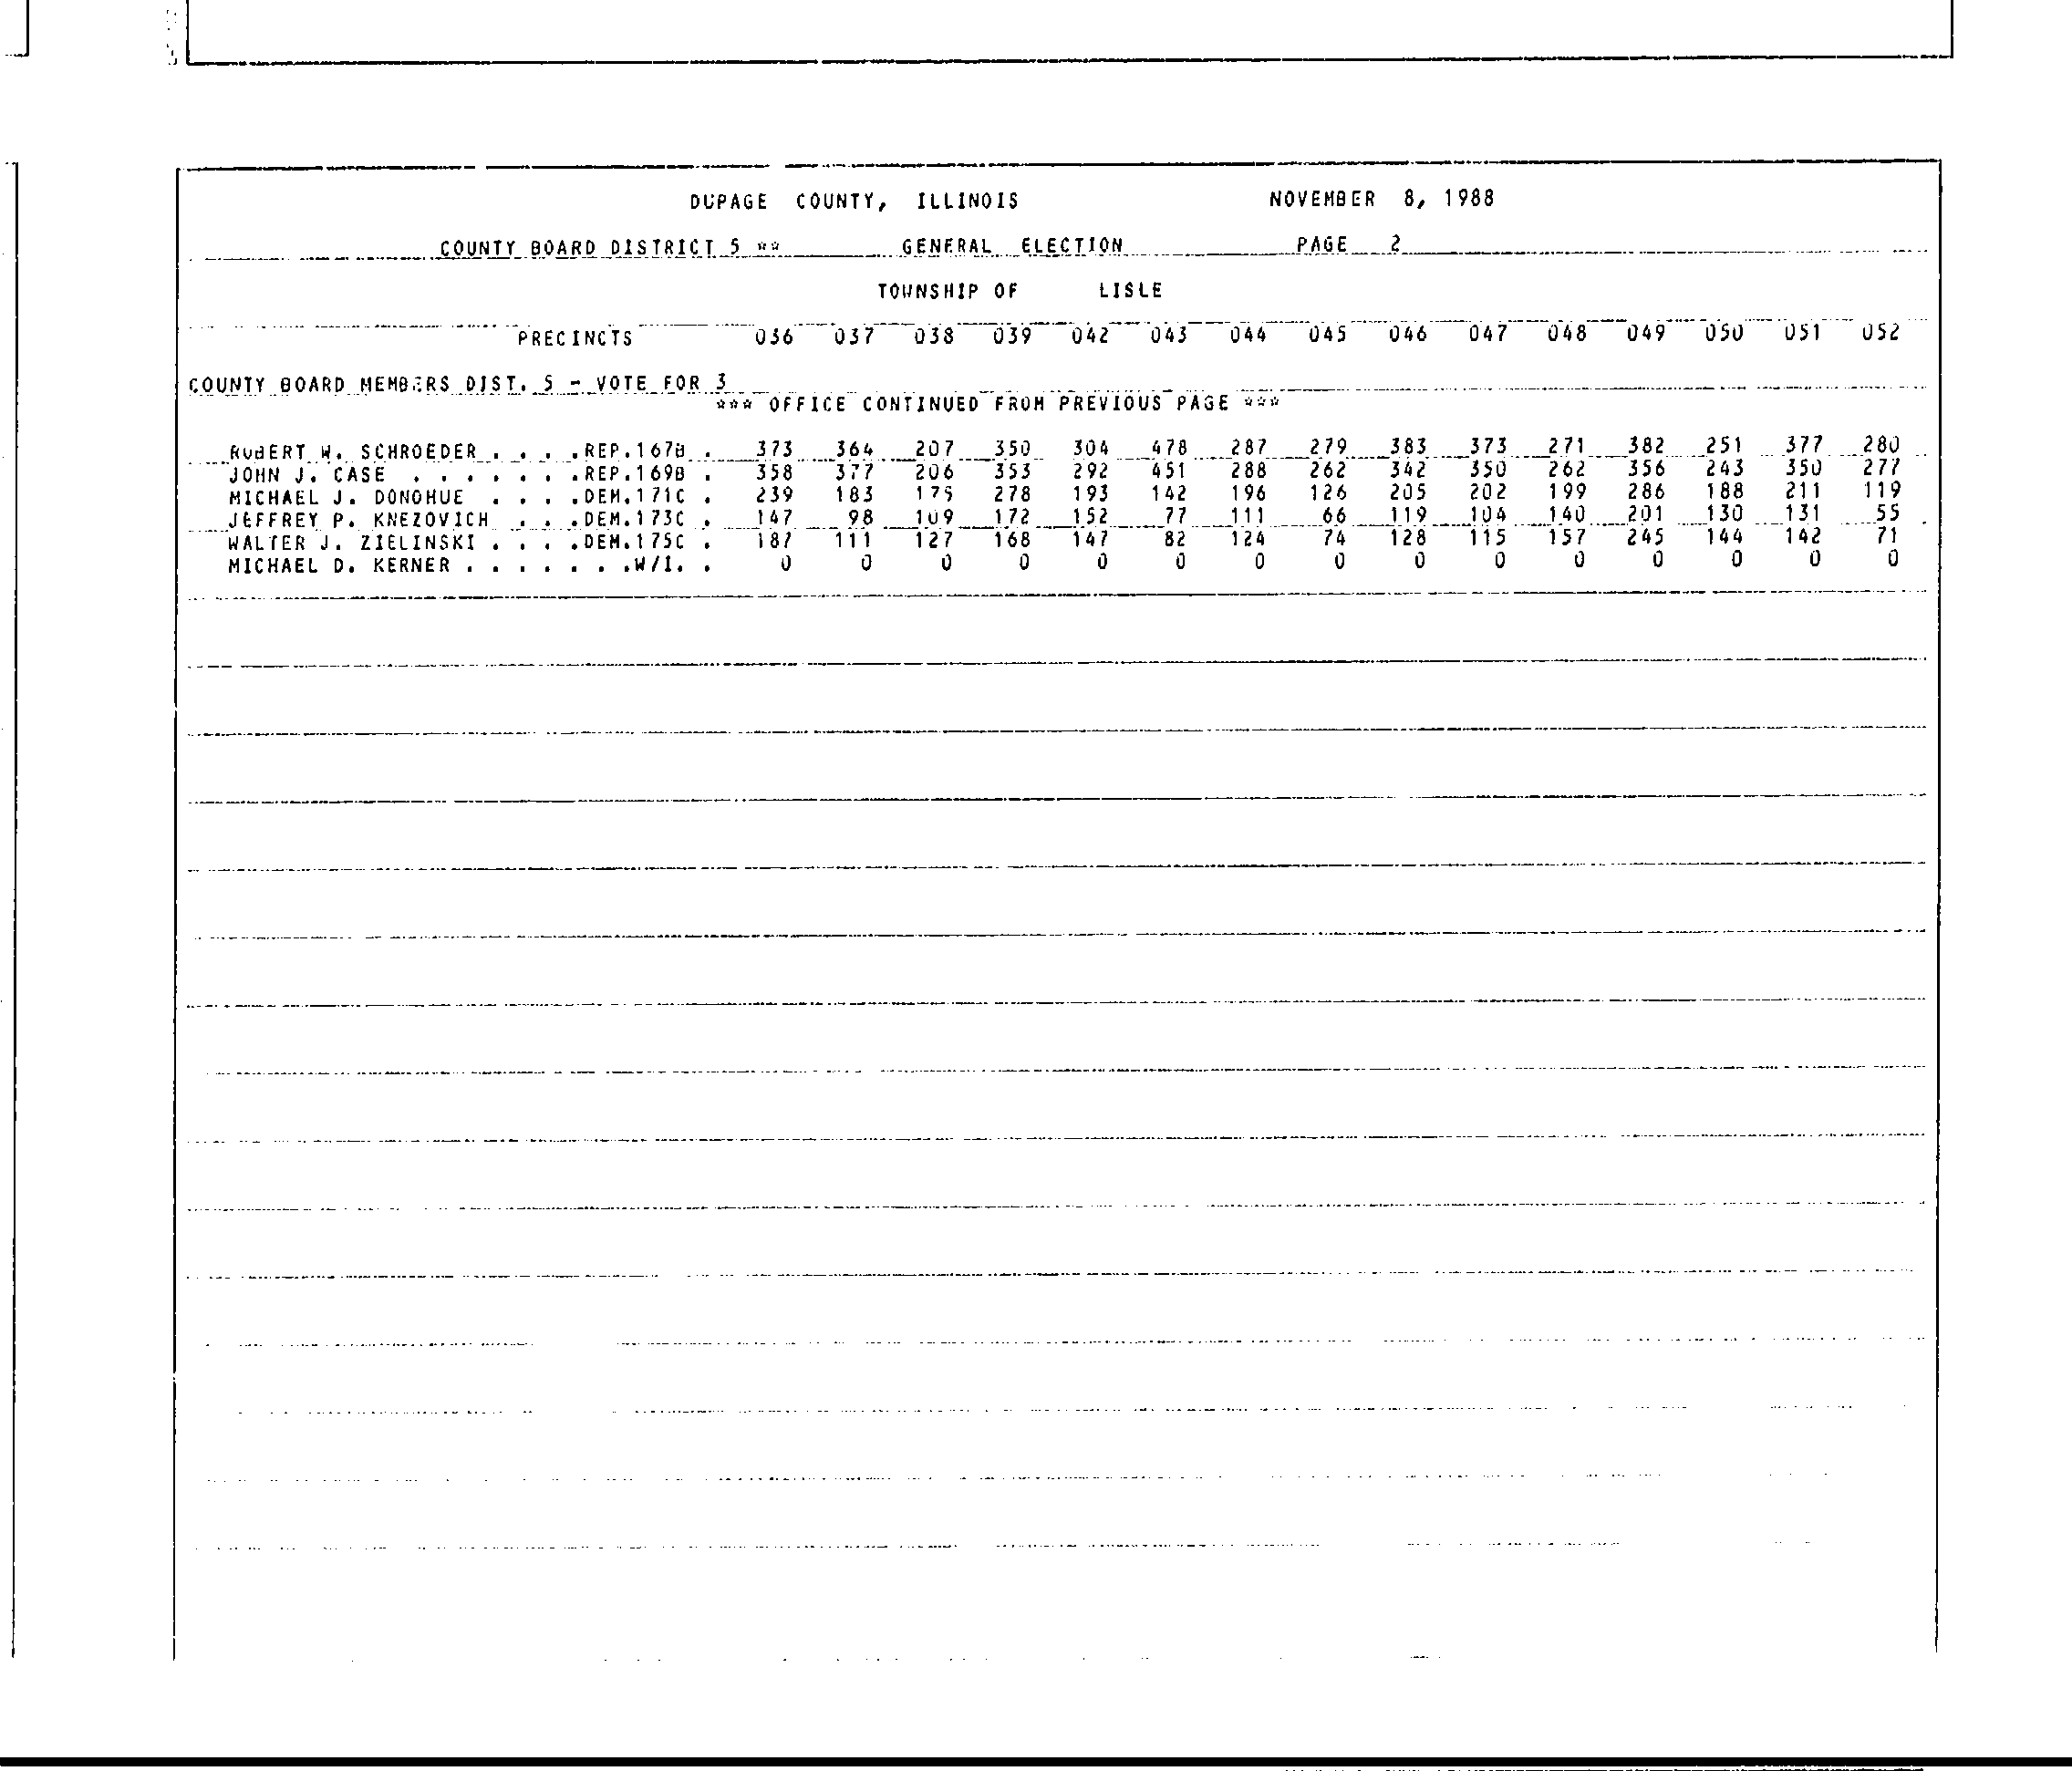 DUPAGE COUNTY, ILLINOIS NOVEMBER 8, 1988
COUNTY BOARD DISTRICT 5 ** GENERAL ELECTION PAGE 2
TOWNSHIP OF LISLE
PRECINCTS 036 037 038 039 042 043 044 045 046 047 048 049 050 051 052
COUNTY BOARD MEMBERS DIST. 5 - VOTE FOR 3
*** OFFICE CONTINUED FROM PREVIOUS PAGE ***
ROBERT W. SCHROEDER . . . .REP.167B . 373 364 207 350 304 478 287 279 383 373 271 382 251 377 280
JOHN J. CASE . . . . . . .REP.169B . 358 377 206 353 292 451 288 262 342 350 262 356 243 350 277
MICHAEL J. DONOHUE . . . .DEM.171C . 239 183 175 278 193 142 196 126 205 202 199 286 188 211 119
JEFFREY P. KNEZOVICH . . .DEM.173C . 147 98 109 172 152 77 111 66 119 104 140 201 130 131 55
WALTER J. ZIELINSKI . . . .DEM.175C . 187 111 127 168 147 82 124 74 128 115 157 245 144 142 71
MICHAEL D. KERNER . . . . . . .W/I. . 0 0 0 0 0 0 0 0 0 0 0 0 0 0 0